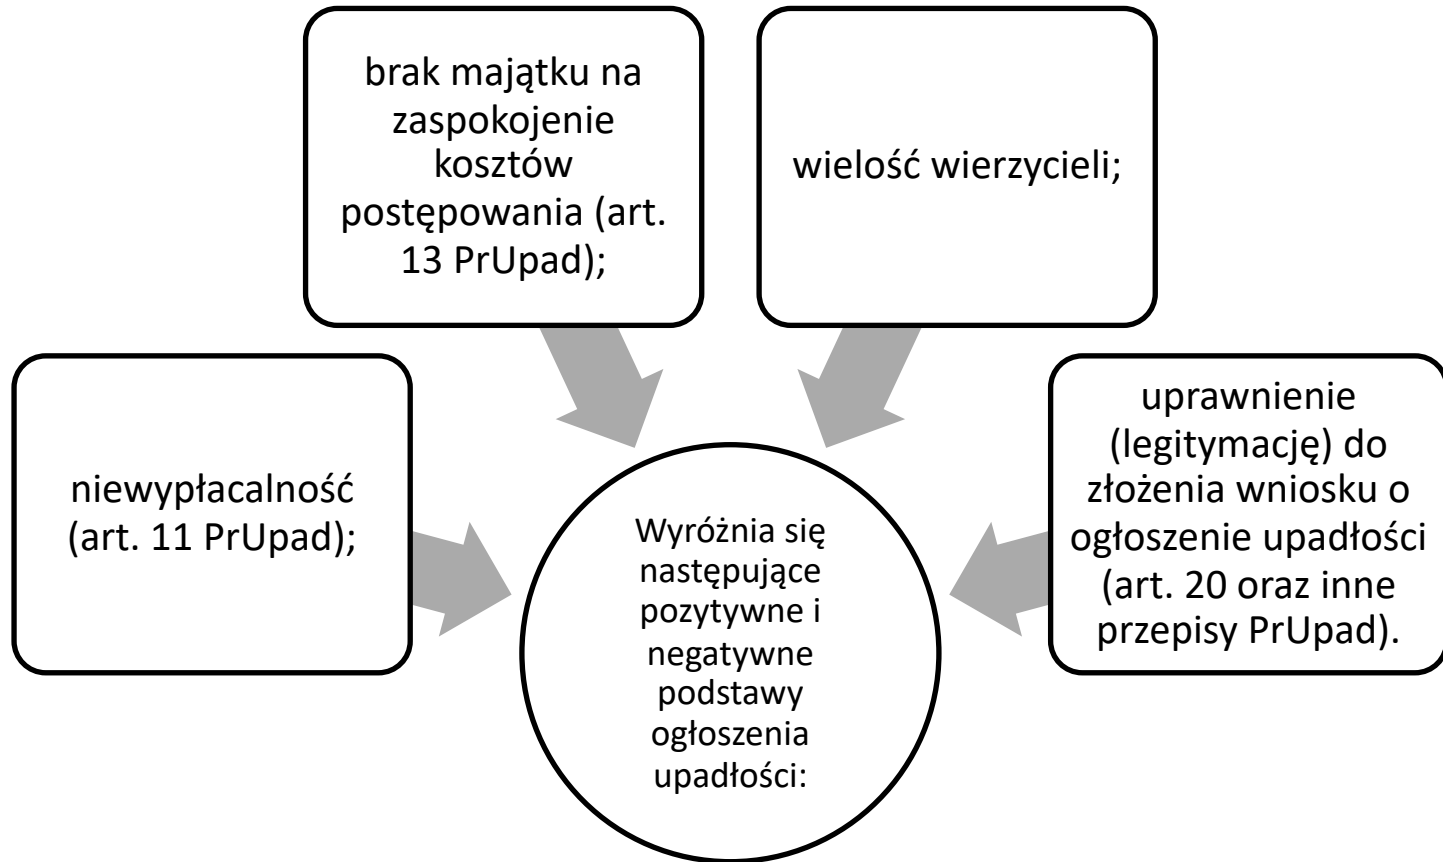 brak majątku na
zaspokojenie
kosztów
postępowania (art.
13 PrUpad);
wielość wierzycieli;
niewypłacalność
(art. 11 PrUpad);
uprawnienie
(legitymację) do
złożenia wniosku o
ogłoszenie upadłości
(art. 20 oraz inne
przepisy PrUpad).
Wyróżnia się
następujące
pozytywne i
negatywne
podstawy
ogłoszenia
upadłości: